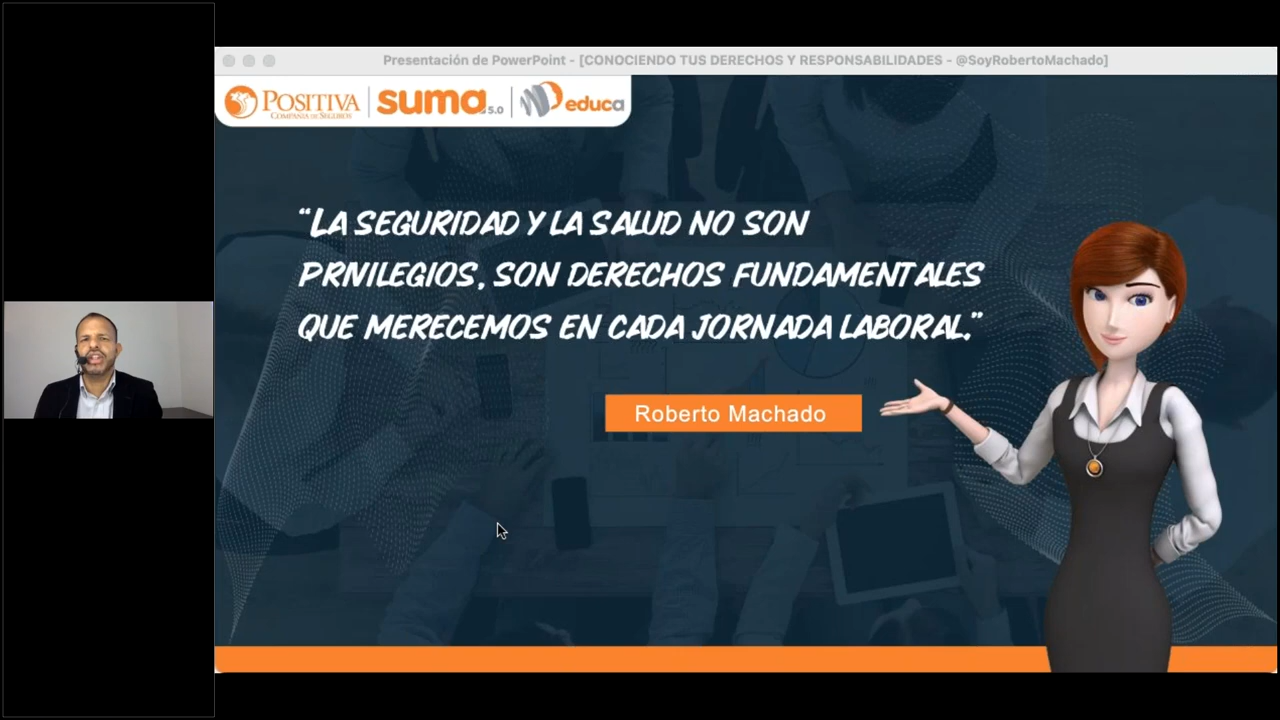 Presentación de PowerPoint - [CONOCIENDO TUS DERECHOS Y RESPONSABILIDADES - @SoyRobertoMachado]
POSITIVA
COMPAÑÍA DE SEGUROS
suma 5.0
educa
“LA SEGURIDAD Y LA SALUD NO SON
PRIVILEGIOS, SON DERECHOS FUNDAMENTALES
QUE MERECEMOS EN CADA JORNADA LABORAL.”
Roberto Machado